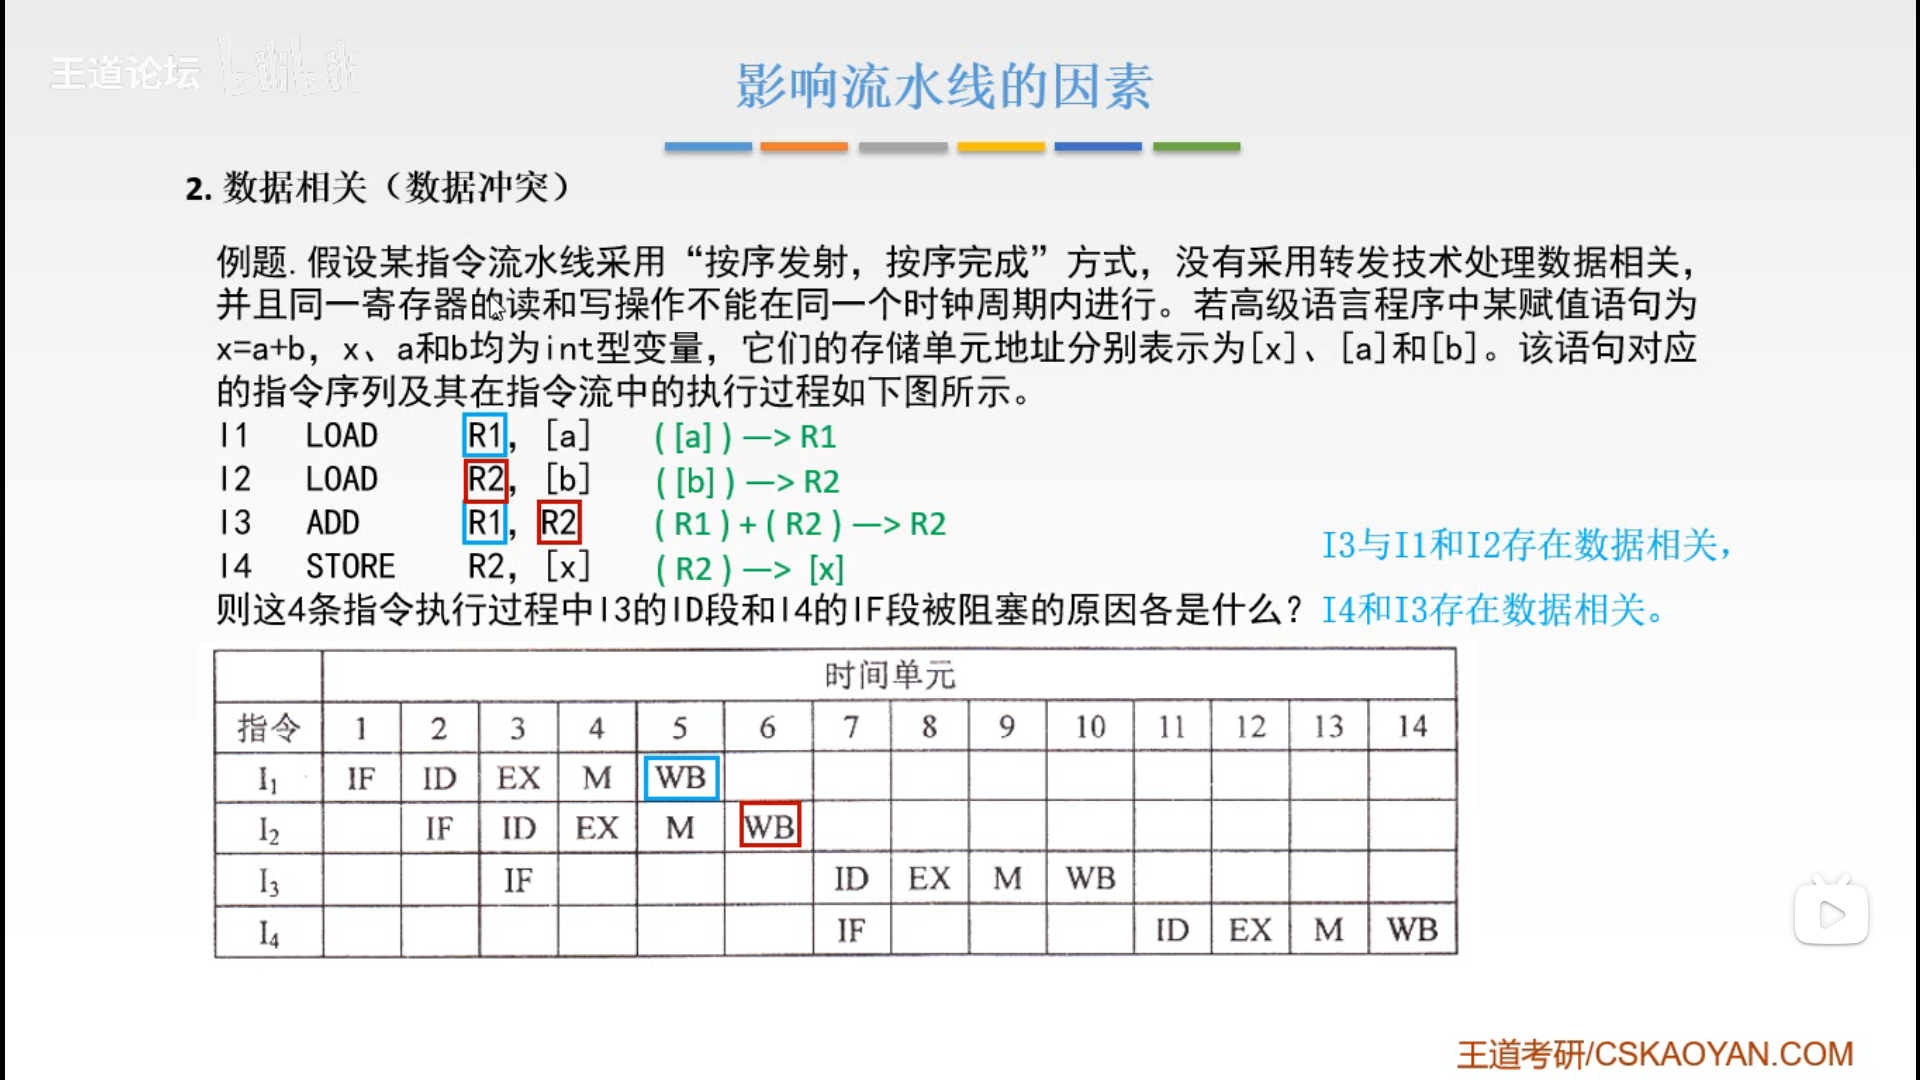 王道论坛 bilibili
影响流水线的因素
2. 数据相关（数据冲突）
例题. 假设某指令流水线采用“按序发射，按序完成”方式，没有采用转发技术处理数据相关，
并且同一寄存器的读和写操作不能在同一个时钟周期内进行。若高级语言程序中某赋值语句为
x=a+b，x、a和b均为int型变量，它们的存储单元地址分别表示为[x]、[a]和[b]。该语句对应
的指令序列及其在指令流中的执行过程如下图所示。
I1 LOAD R1, [a] ( [a] ) —> R1
I2 LOAD R2, [b] ( [b] ) —> R2
I3 ADD R1, R2 ( R1 ) + ( R2 ) —> R2
I4 STORE R2, [x] ( R2 ) —> [x]
I3与I1和I2存在数据相关，
则这4条指令执行过程中I3的ID段和I4的IF段被阻塞的原因各是什么？ I4和I3存在数据相关。
时间单元
指令 1 2 3 4 5 6 7 8 9 10 11 12 13 14
I₁ IF ID EX M WB
I₂ IF ID EX M WB
I₃ IF ID EX M WB
I₄ IF ID EX M WB
王道考研/CSKAOYAN.COM